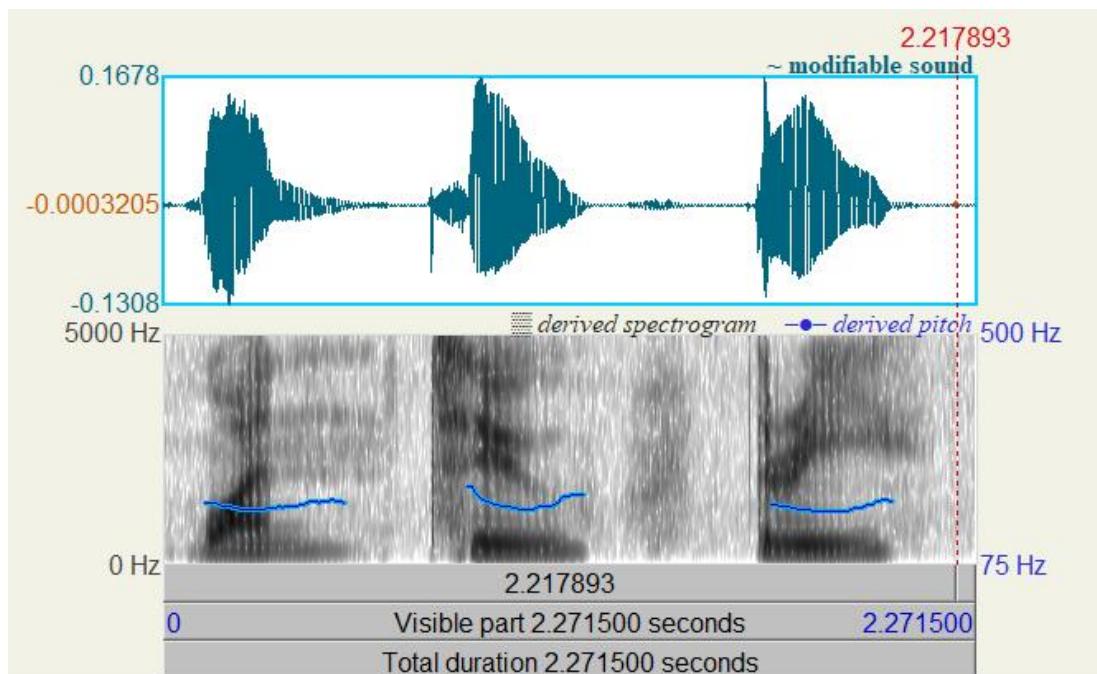 2.217893
0.1678 ~ modifiable sound
-0.0003205
-0.1308
5000 Hz derived spectrogram derived pitch 500 Hz
0 Hz 75 Hz
2.217893
0 Visible part 2.271500 seconds 2.271500
Total duration 2.271500 seconds